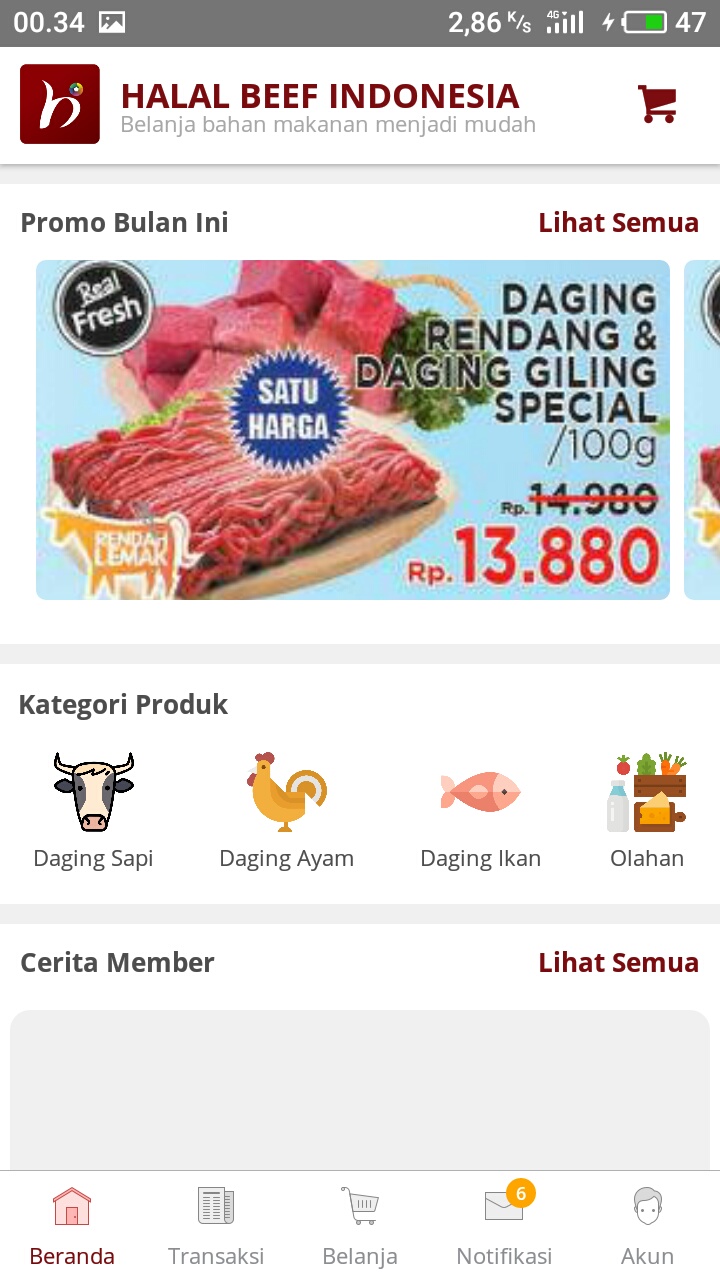 00.34
2,86 K/s 4G 47
HALAL BEEF INDONESIA
Belanja bahan makanan menjadi mudah
Promo Bulan Ini
Lihat Semua
Real
Fresh
DAGING
RENDANG &
DAGING GILING
SPECIAL
/100g
SATU
HARGA
Rp.14.980
Rp.13.880
RENDAH
LEMAK
Kategori Produk
Daging Sapi
Daging Ayam
Daging Ikan
Olahan
Cerita Member
Lihat Semua
6
Beranda
Transaksi
Belanja
Notifikasi
Akun